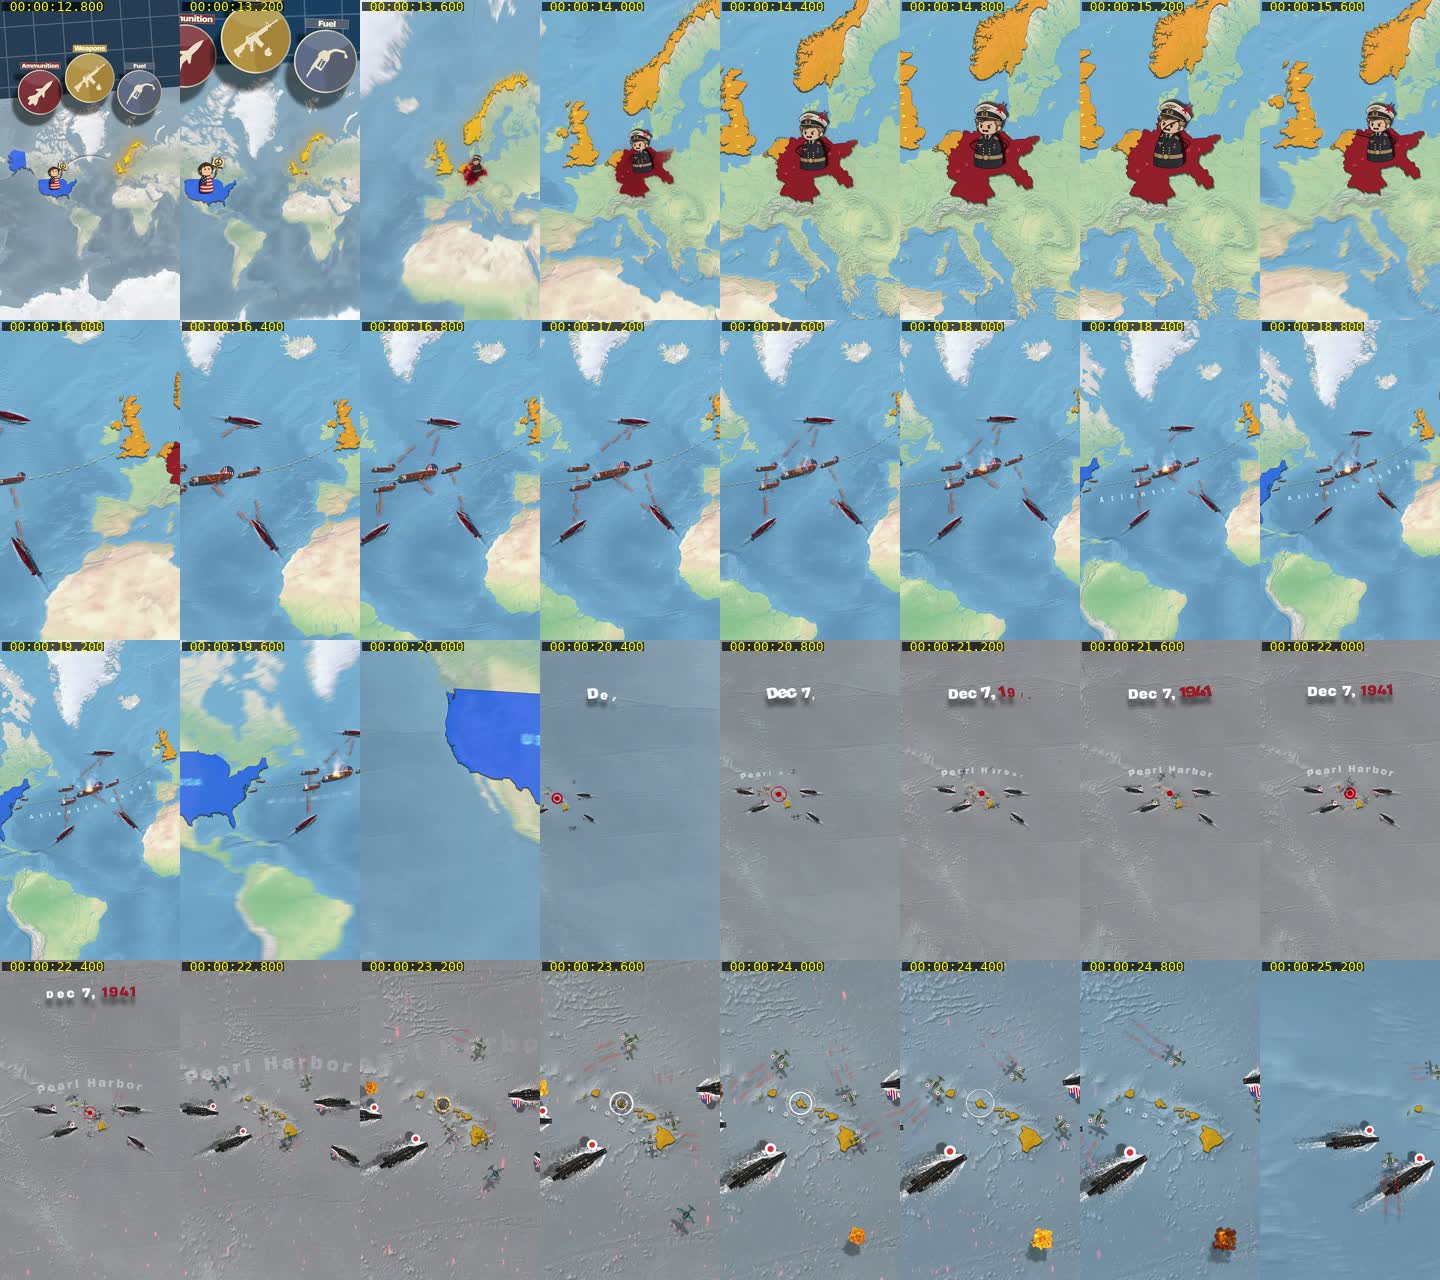 00:00:12.800
Ammunition
Weapons
Fuel
00:00:13.200
munition
Fuel
00:00:13.600
00:00:14.000
00:00:14.400
00:00:14.800
00:00:15.200
00:00:15.600
00:00:16.000
00:00:16.400
00:00:16.800
00:00:17.200
00:00:17.600
00:00:18.000
00:00:18.400
Atlantic
00:00:18.800
Atlantic Ocean
00:00:19.200
Atlantic Ocean
00:00:19.600
00:00:20.000
00:00:20.400
De,
00:00:20.800
Dec 7,
Pearl
00:00:21.200
Dec 7, 19
Pearl Harbor
00:00:21.600
Dec 7, 1941
Pearl Harbor
00:00:22.000
Dec 7, 1941
Pearl Harbor
00:00:22.400
Dec 7, 1941
Pearl Harbor
00:00:22.800
Pearl Harbor
00:00:23.200
00:00:23.600
00:00:24.000
00:00:24.400
00:00:24.800
00:00:25.200